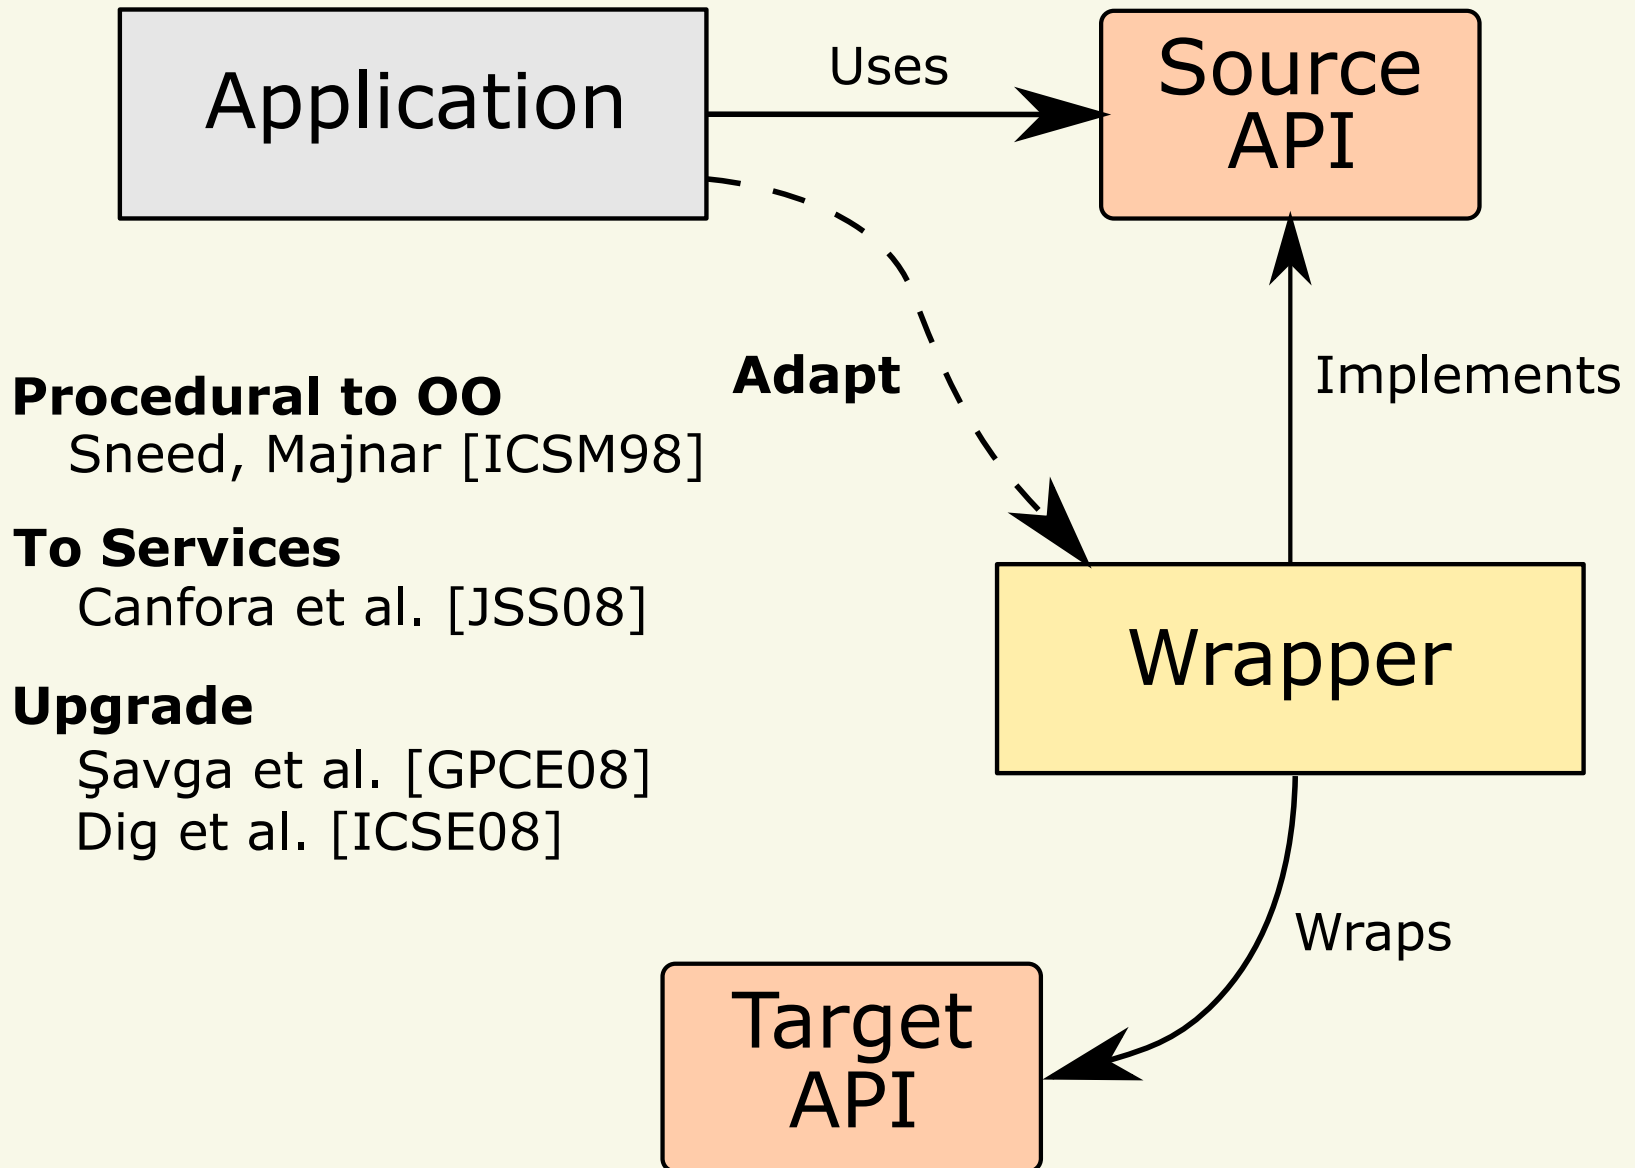 Application
Uses
Source
API
Adapt
Implements
Procedural to OO
Sneed, Majnar [ICSM98]
To Services
Canfora et al. [JSS08]
Upgrade
Şavga et al. [GPCE08]
Dig et al. [ICSE08]
Wrapper
Wraps
Target
API